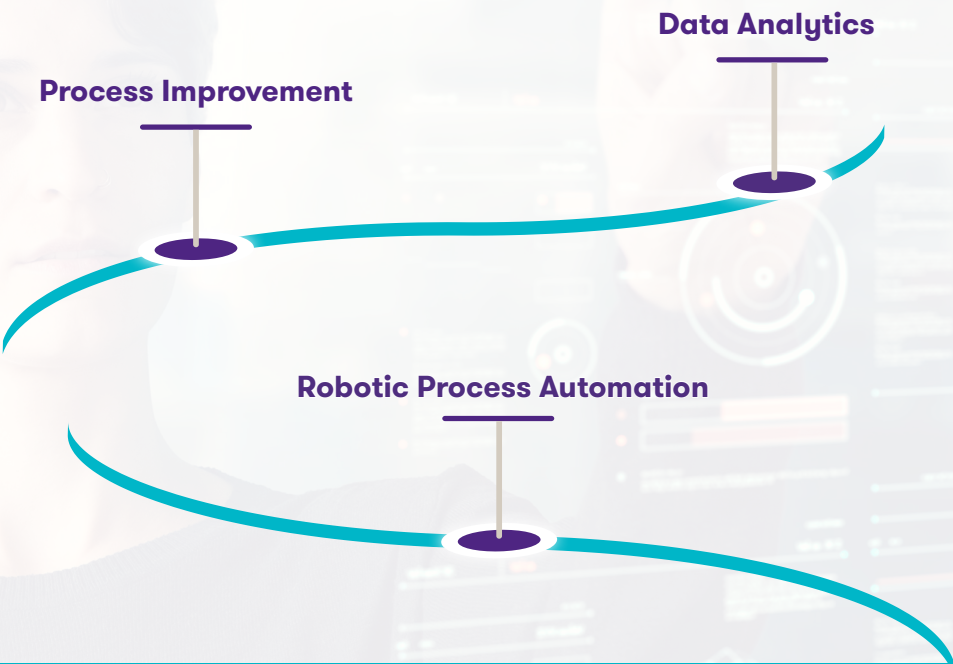 Data Analytics
Process Improvement
Robotic Process Automation